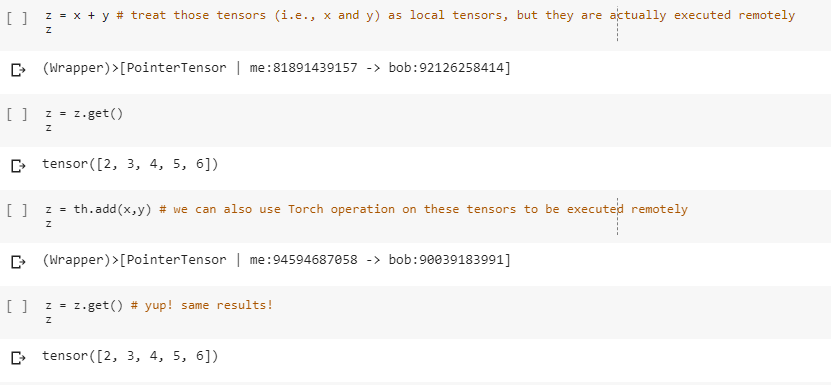 [ ] z = x + y # treat those tensors (i.e., x and y) as local tensors, but they are actually executed remotely
z
(Wrapper)>[PointerTensor | me:81891439157 -> bob:92126258414]
[ ] z = z.get()
z
tensor([2, 3, 4, 5, 6])
[ ] z = th.add(x,y) # we can also use Torch operation on these tensors to be executed remotely
z
(Wrapper)>[PointerTensor | me:94594687058 -> bob:90039183991]
[ ] z = z.get() # yup! same results!
z
tensor([2, 3, 4, 5, 6])